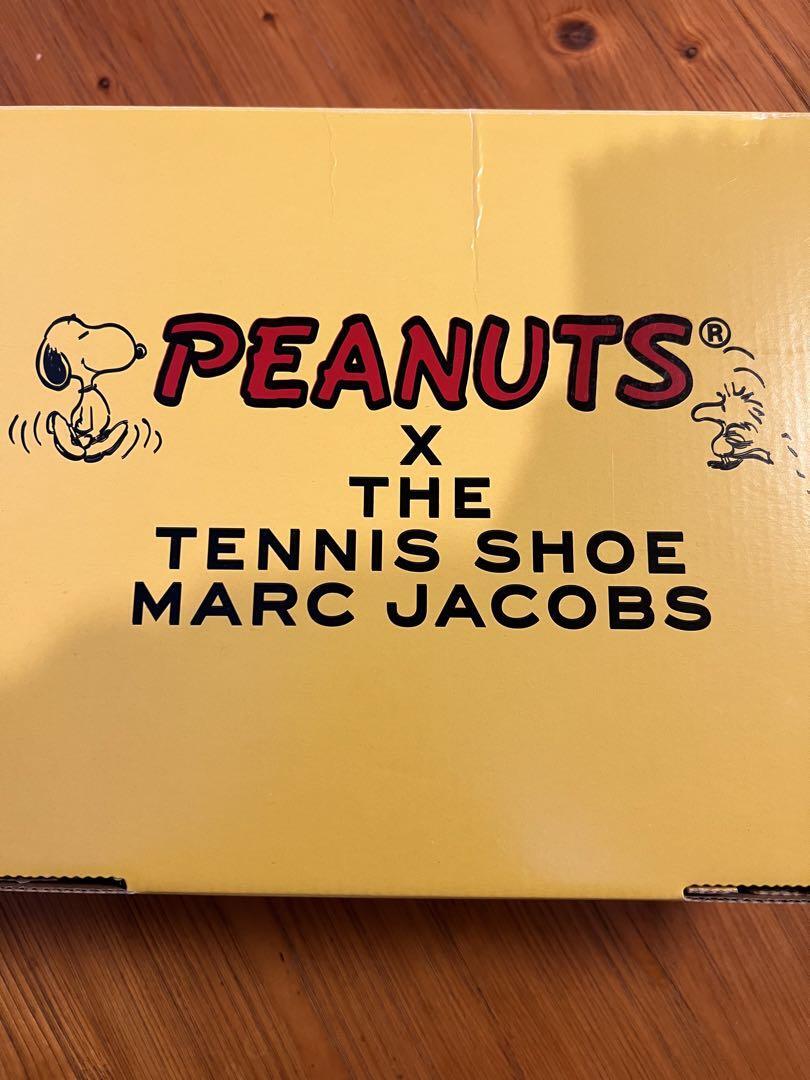 PEANUTS®
X
THE
TENNIS SHOE
MARC JACOBS